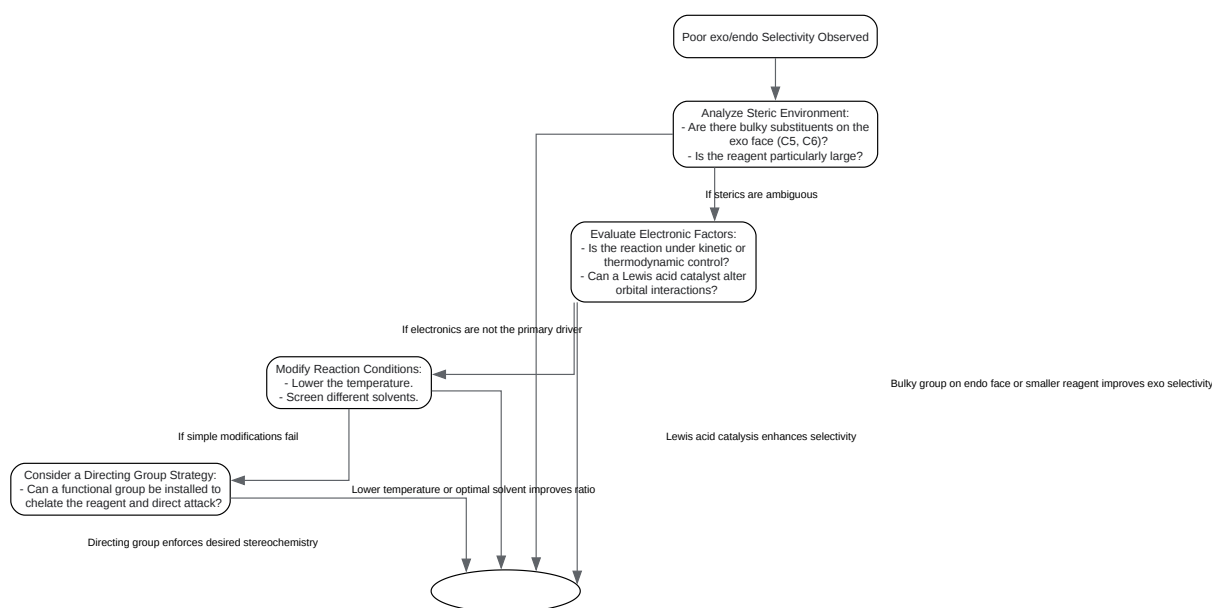 Poor exo/endo Selectivity Observed
Analyze Steric Environment:
- Are there bulky substituents on the
exo face (C5, C6)?
- Is the reagent particularly large?
If sterics are ambiguous
Evaluate Electronic Factors:
- Is the reaction under kinetic or
thermodynamic control?
- Can a Lewis acid catalyst alter
orbital interactions?
If electronics are not the primary driver
Modify Reaction Conditions:
- Lower the temperature.
- Screen different solvents.
Bulky group on endo face or smaller reagent improves exo selectivity
If simple modifications fail
Lewis acid catalysis enhances selectivity
Consider a Directing Group Strategy:
- Can a functional group be installed to
chelate the reagent and direct attack?
Lower temperature or optimal solvent improves ratio
Directing group enforces desired stereochemistry